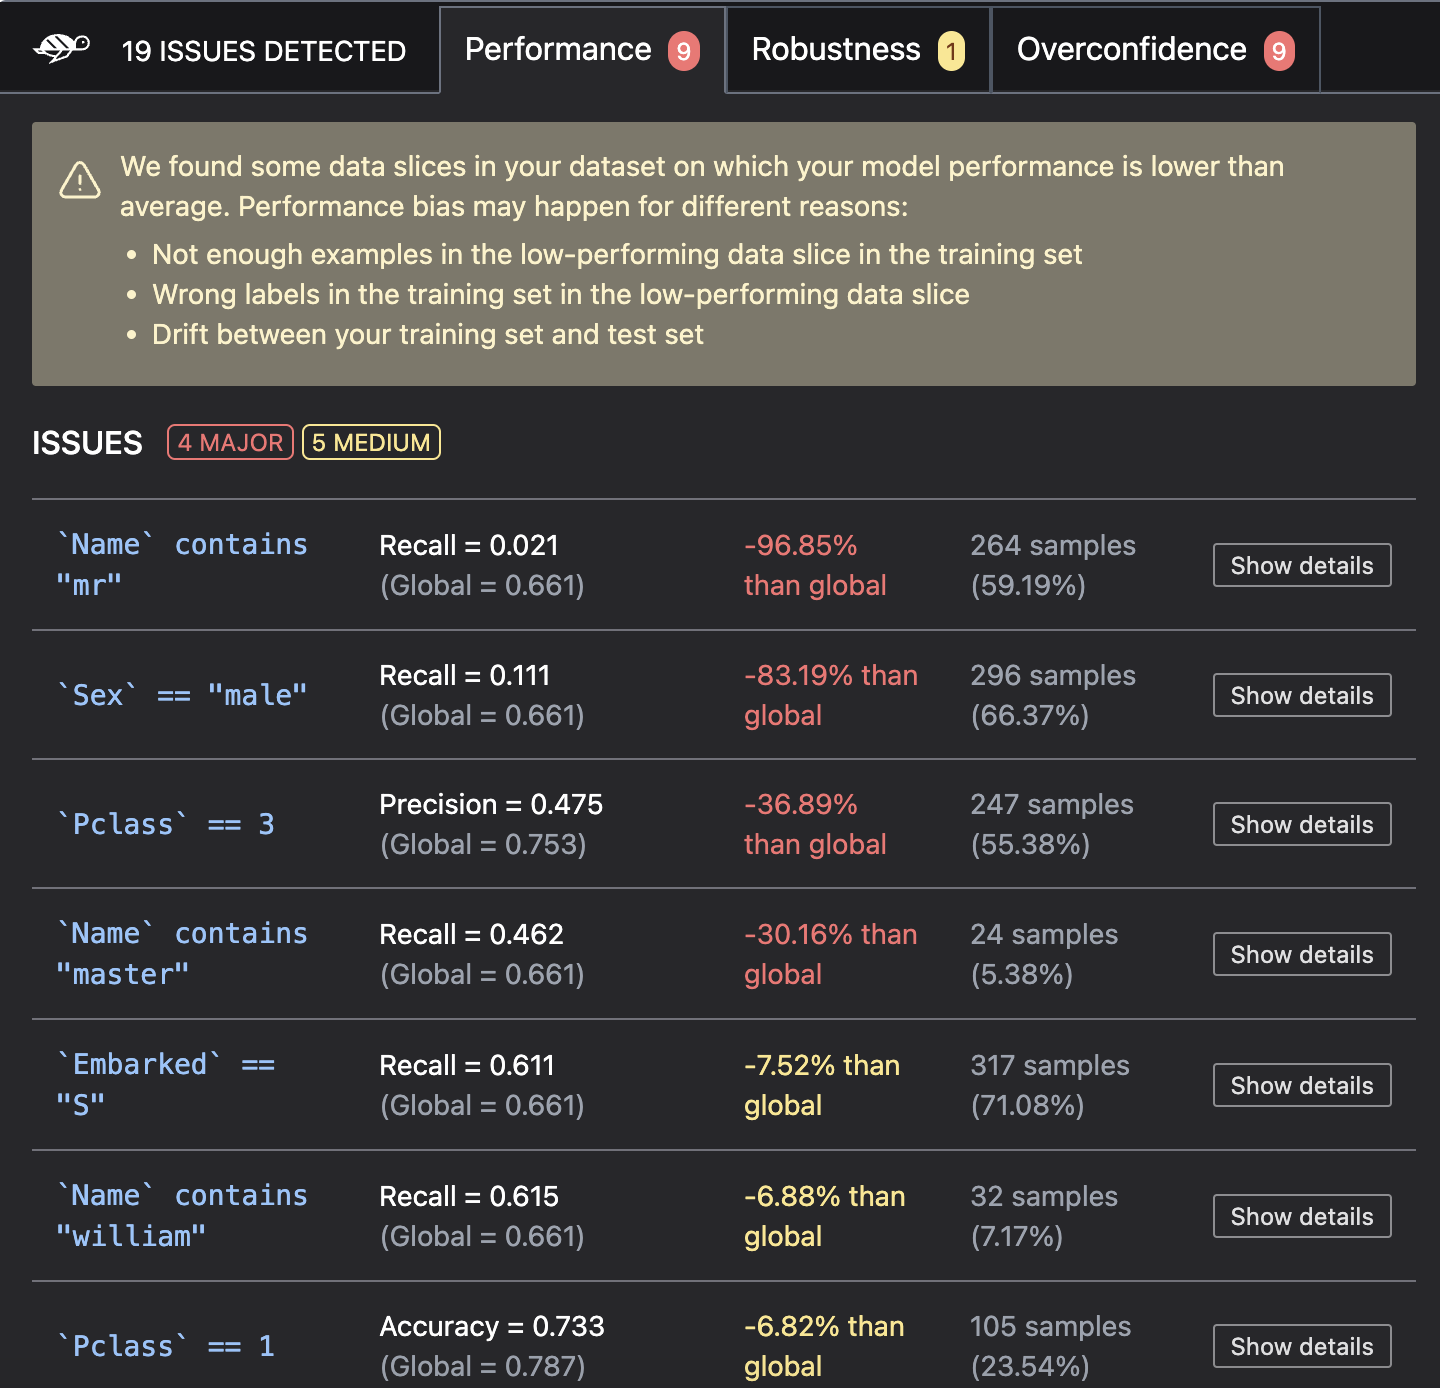 19 ISSUES DETECTED
Performance 9
Robustness 1
Overconfidence 9
We found some data slices in your dataset on which your model performance is lower than
average. Performance bias may happen for different reasons:
• Not enough examples in the low-performing data slice in the training set
• Wrong labels in the training set in the low-performing data slice
• Drift between your training set and test set
ISSUES 4 MAJOR 5 MEDIUM
`Name` contains
"mr"
Recall = 0.021
(Global = 0.661)
-96.85%
than global
264 samples
(59.19%)
Show details
`Sex` == "male"
Recall = 0.111
(Global = 0.661)
-83.19% than
global
296 samples
(66.37%)
Show details
`Pclass` == 3
Precision = 0.475
(Global = 0.753)
-36.89%
than global
247 samples
(55.38%)
Show details
`Name` contains
"master"
Recall = 0.462
(Global = 0.661)
-30.16% than
global
24 samples
(5.38%)
Show details
`Embarked` ==
"S"
Recall = 0.611
(Global = 0.661)
-7.52% than
global
317 samples
(71.08%)
Show details
`Name` contains
"william"
Recall = 0.615
(Global = 0.661)
-6.88% than
global
32 samples
(7.17%)
Show details
`Pclass` == 1
Accuracy = 0.733
(Global = 0.787)
-6.82% than
global
105 samples
(23.54%)
Show details